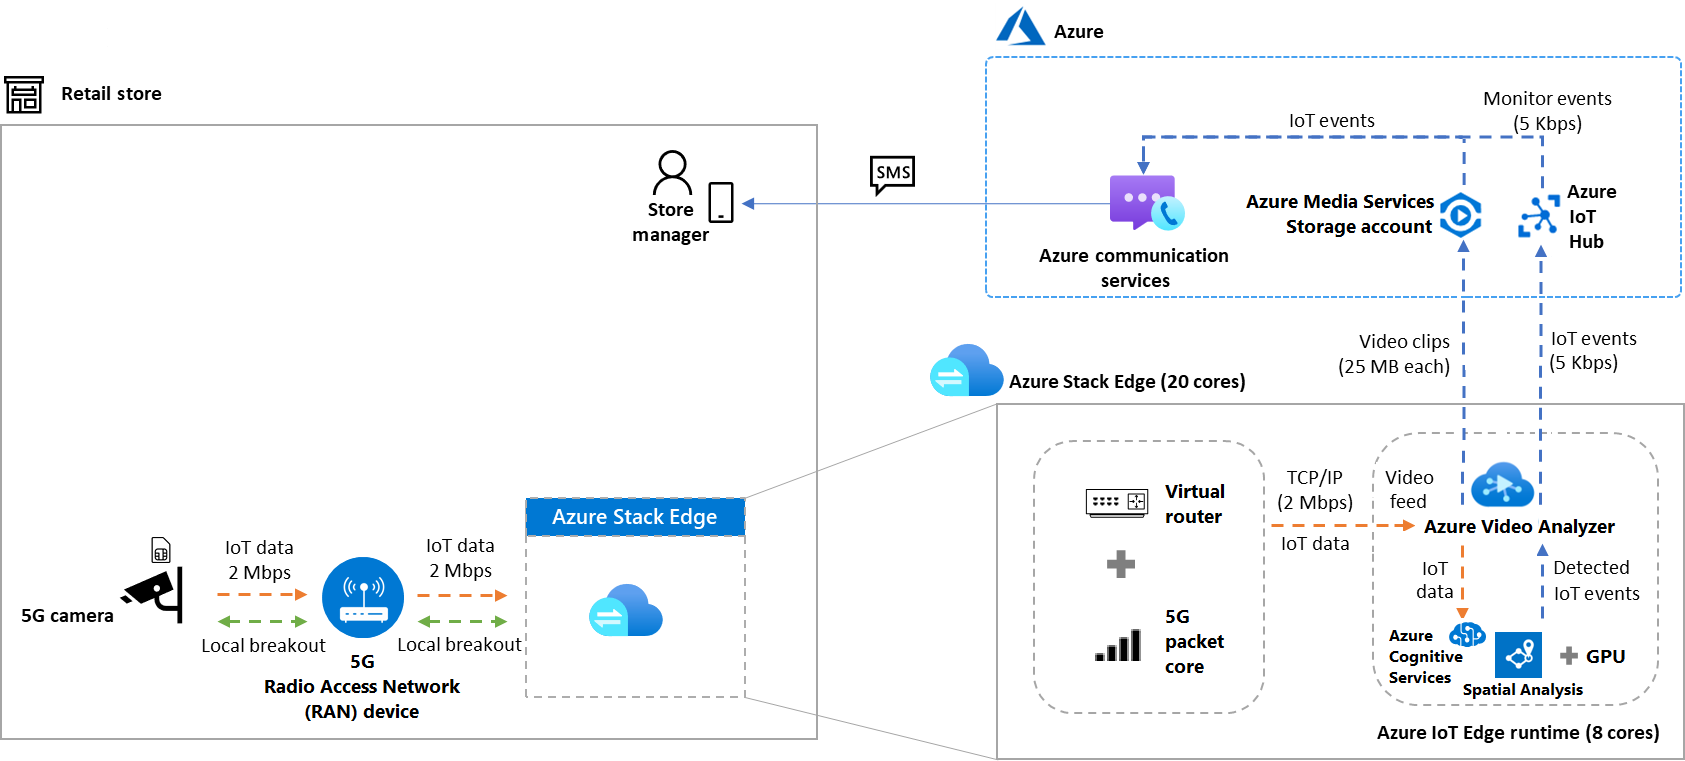 Azure
Retail store
Monitor events
(5 Kbps)
IoT events
SMS
Store
manager
Azure Media Services
Storage account
Azure
IoT
Hub
Azure communication
services
Video clips
(25 MB each)
IoT events
(5 Kbps)
Azure Stack Edge (20 cores)
Virtual
router
TCP/IP
(2 Mbps)
IoT data
Video
feed
Azure Video Analyzer
Azure Stack Edge
IoT data
2 Mbps
IoT data
2 Mbps
5G camera
Local breakout
Local breakout
5G
Radio Access Network
(RAN) device
5G
packet
core
IoT
data
Detected
IoT events
Azure
Cognitive
Services
Spatial Analysis
GPU
Azure IoT Edge runtime (8 cores)